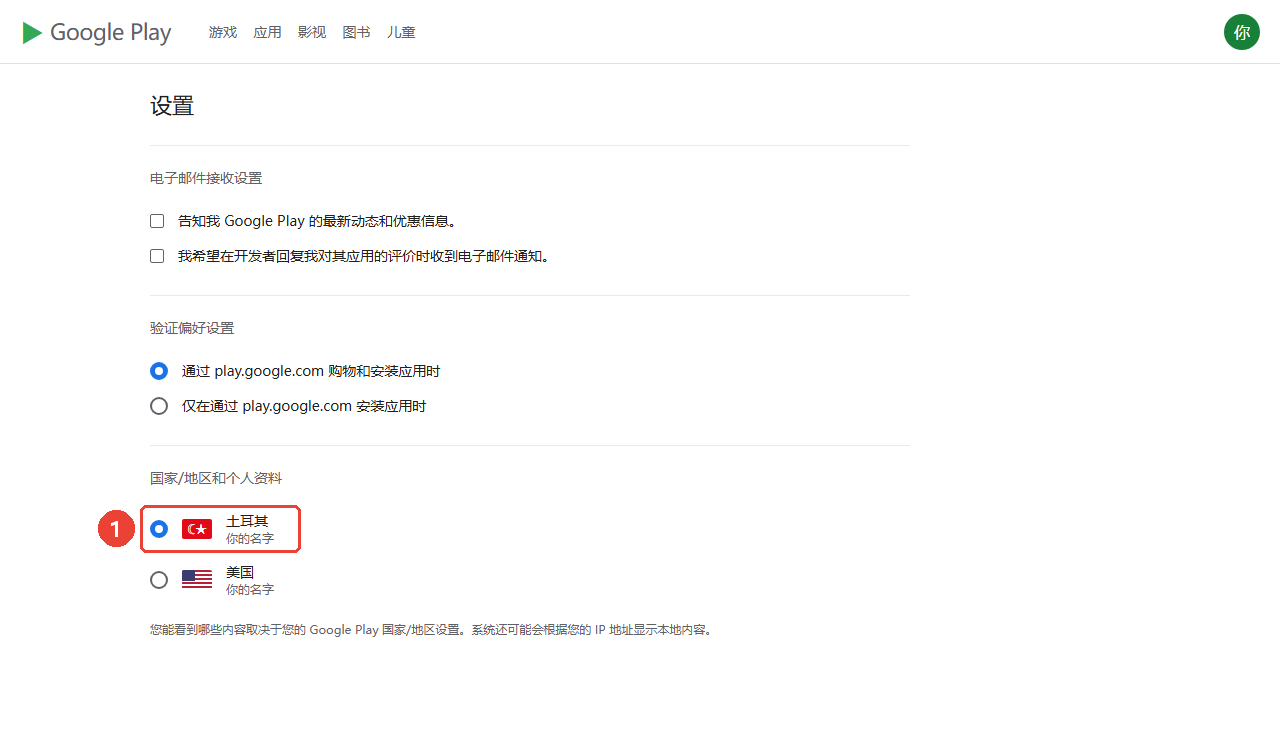 Google Play 游戏 应用 影视 图书 儿童 你
设置
电子邮件接收设置
告知我 Google Play 的最新动态和优惠信息。
我希望在开发者回复我对其应用的评价时收到电子邮件通知。
验证偏好设置
通过 play.google.com 购物和安装应用时
仅在通过 play.google.com 安装应用时
国家/地区和个人资料
1
土耳其
你的名字
美国
你的名字
您能看到哪些内容取决于您的 Google Play 国家/地区设置。系统还可能会根据您的 IP 地址显示本地内容。